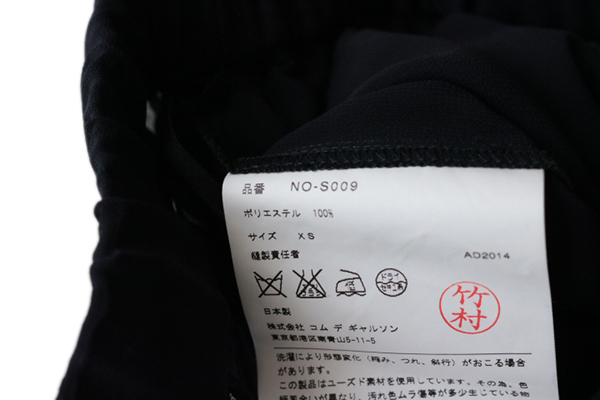 品番 NO-S009
ポリエステル 100%
サイズ XS
縫製責任者 AD2014
ドライ
竹村
日本製
株式会社 コム デ ギャルソン
東京都港区南青山5-11-5
洗濯により形態変化（縮み、つれ、斜行）がおこる場合
があります。
この製品はユーズド素材を使用しています。その為、色